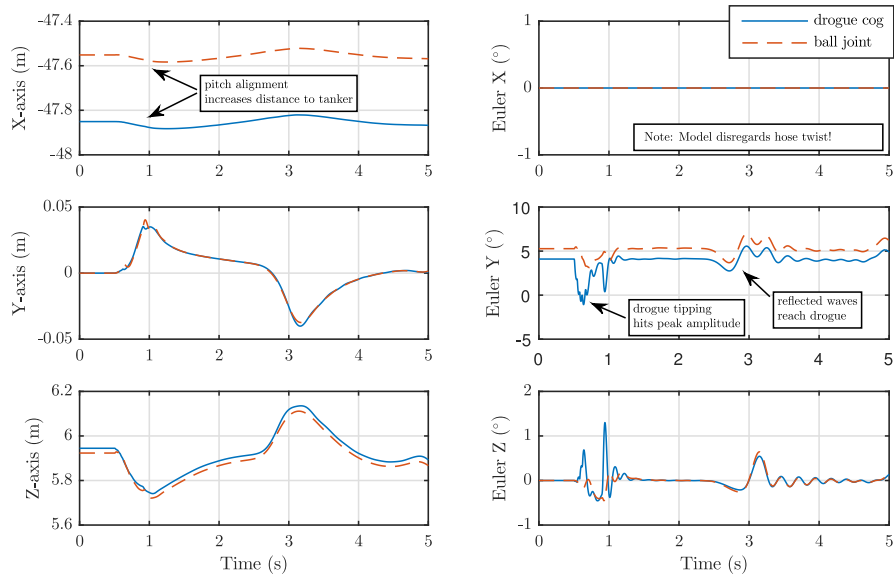 -47.4
-47.6
-47.8
-48
X-axis (m)
0 1 2 3 4 5
pitch alignment
increases distance to tanker
drogue cog
ball joint
1
0
-1
Euler X (°)
0 1 2 3 4 5
Note: Model disregards hose twist!
0.05
0
-0.05
Y-axis (m)
0 1 2 3 4 5
10
5
0
-5
Euler Y (°)
0 1 2 3 4 5
drogue tipping
hits peak amplitude
reflected waves
reach drogue
6.2
6
5.8
5.6
Z-axis (m)
0 1 2 3 4 5
Time (s)
2
1
0
-1
Euler Z (°)
0 1 2 3 4 5
Time (s)